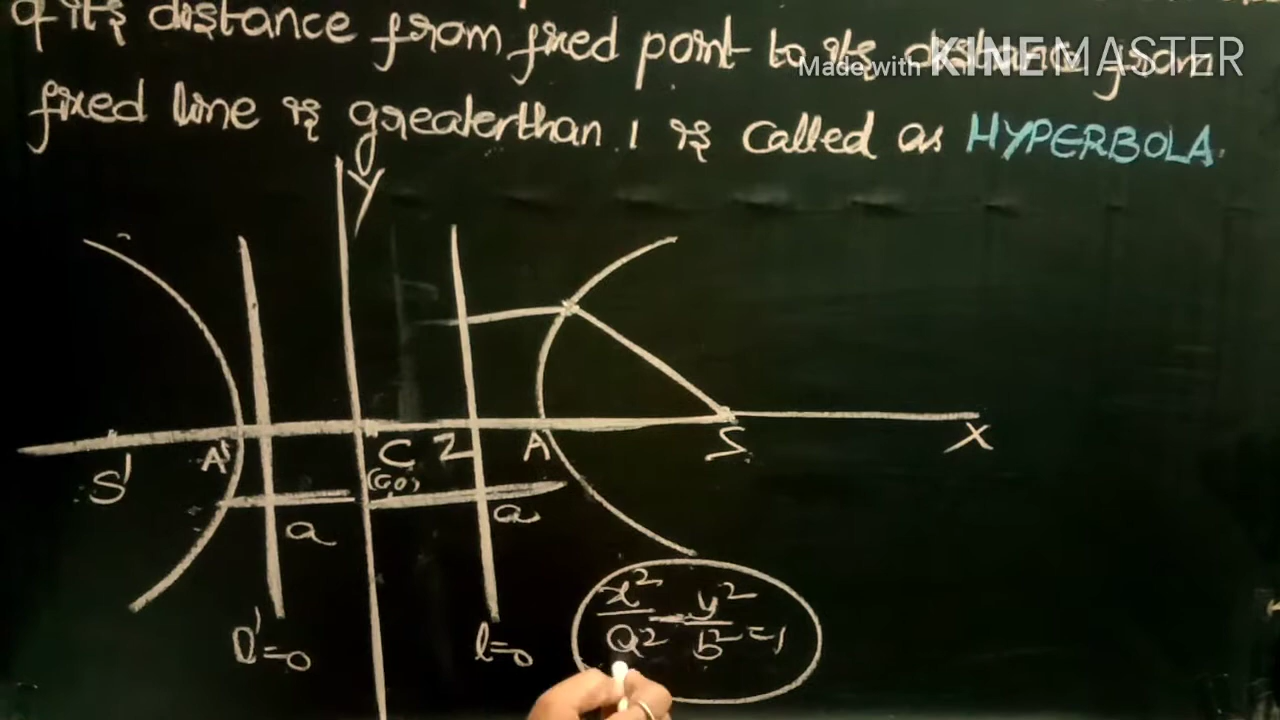 of its distance from fixed point to its distance from
Made with KINEMASTER
fixed line is greaterthan 1 is called as HYPERBOLA.
Y
S' A' C Z A S X
(0,0)
a a
x²/a² - y²/b² = 1
l'=0 l=0